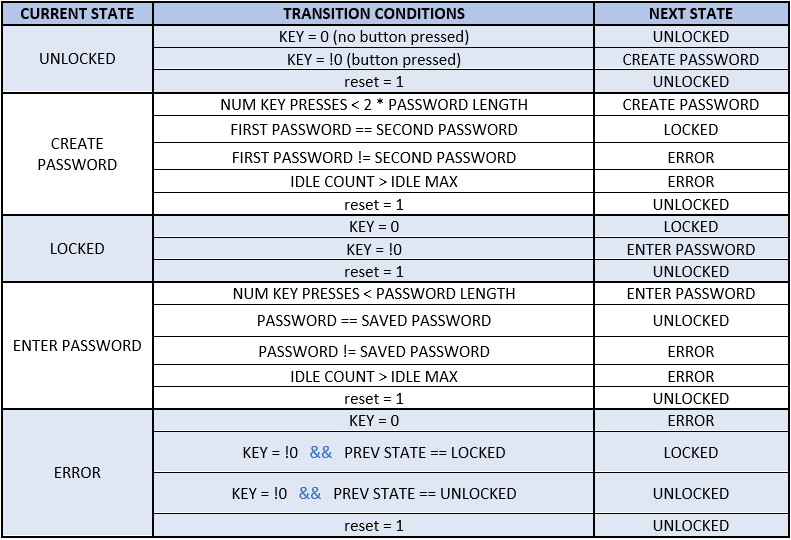 CURRENT STATE TRANSITION CONDITIONS NEXT STATE
UNLOCKED
KEY = 0 (no button pressed) UNLOCKED
KEY = !0 (button pressed) CREATE PASSWORD
reset = 1 UNLOCKED
CREATE
PASSWORD
NUM KEY PRESSES < 2 * PASSWORD LENGTH CREATE PASSWORD
FIRST PASSWORD == SECOND PASSWORD LOCKED
FIRST PASSWORD != SECOND PASSWORD ERROR
IDLE COUNT > IDLE MAX ERROR
reset = 1 UNLOCKED
LOCKED
KEY = 0 LOCKED
KEY = !0 ENTER PASSWORD
reset = 1 UNLOCKED
ENTER PASSWORD
NUM KEY PRESSES < PASSWORD LENGTH ENTER PASSWORD
PASSWORD == SAVED PASSWORD UNLOCKED
PASSWORD != SAVED PASSWORD ERROR
IDLE COUNT > IDLE MAX ERROR
reset = 1 UNLOCKED
ERROR
KEY = 0 ERROR
KEY = !0 && PREV STATE == LOCKED LOCKED
KEY = !0 && PREV STATE == UNLOCKED UNLOCKED
reset = 1 UNLOCKED